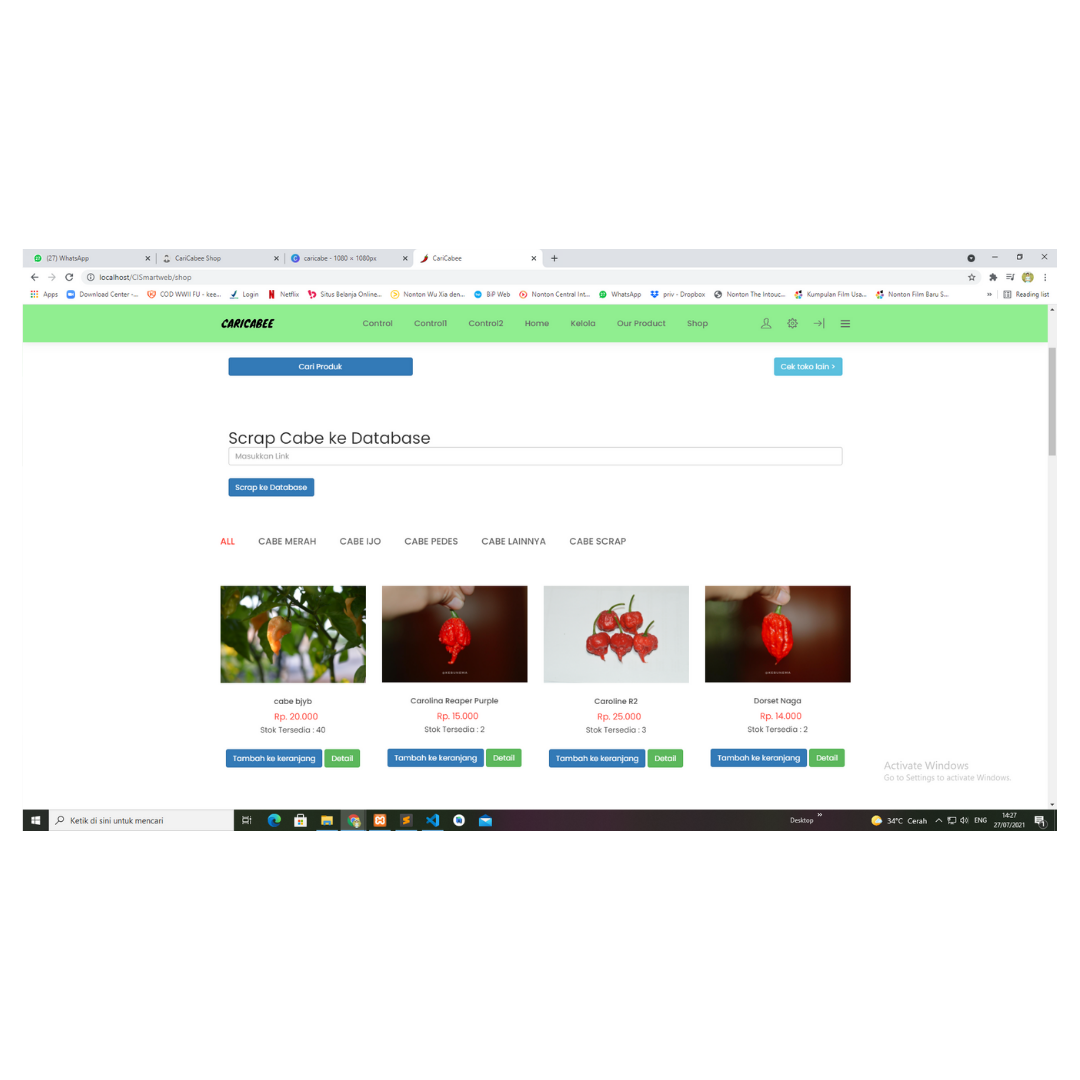 (27) WhatsApp
CariCabee Shop
caricabe - 1080 × 1080px
CariCabee
localhost/CISmartweb/shop
Apps Download Center -... COD WWII FU - kee... Login Netflix Situs Belanja Online... Nonton Wu Xia den... BiP Web Nonton Central Int... WhatsApp priv - Dropbox Nonton The Intouc... Kumpulan Film Usa... Nonton Film Baru S... » Reading list
CARICABEE Control Control1 Control2 Home Kelola Our Product Shop
Cari Produk
Cek toko lain >
Scrap Cabe ke Database
Masukkan Link
Scrap ke Database
ALL CABE MERAH CABE IJO CABE PEDES CABE LAINNYA CABE SCRAP
cabe bjyb
Rp. 20.000
Stok Tersedia : 40
Tambah ke keranjang Detail
Carolina Reaper Purple
Rp. 15.000
Stok Tersedia : 2
Tambah ke keranjang Detail
Caroline R2
Rp. 25.000
Stok Tersedia : 3
Tambah ke keranjang Detail
Dorset Naga
Rp. 14.000
Stok Tersedia : 2
Tambah ke keranjang Detail
Activate Windows
Go to Settings to activate Windows.
Ketik di sini untuk mencari
Desktop »
34°C Cerah
ENG
14:27
27/07/2021